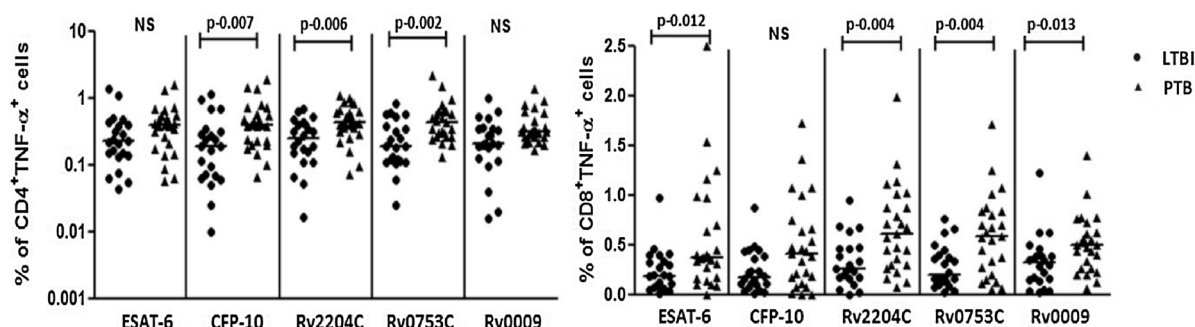 NS p-0.007 p-0.006 p-0.002 NS
% of CD4+TNF-α+ cells
10
1
0.1
0.01
0.001
ESAT-6 CFP-10 Rv2204C Rv0753C Rv0009
p-0.012 NS p-0.004 p-0.004 p-0.013
% of CD8+TNF-α+ cells
2.5
2.0
1.5
1.0
0.5
0.0
ESAT-6 CFP-10 Rv2204C Rv0753C Rv0009
LTBI
PTB